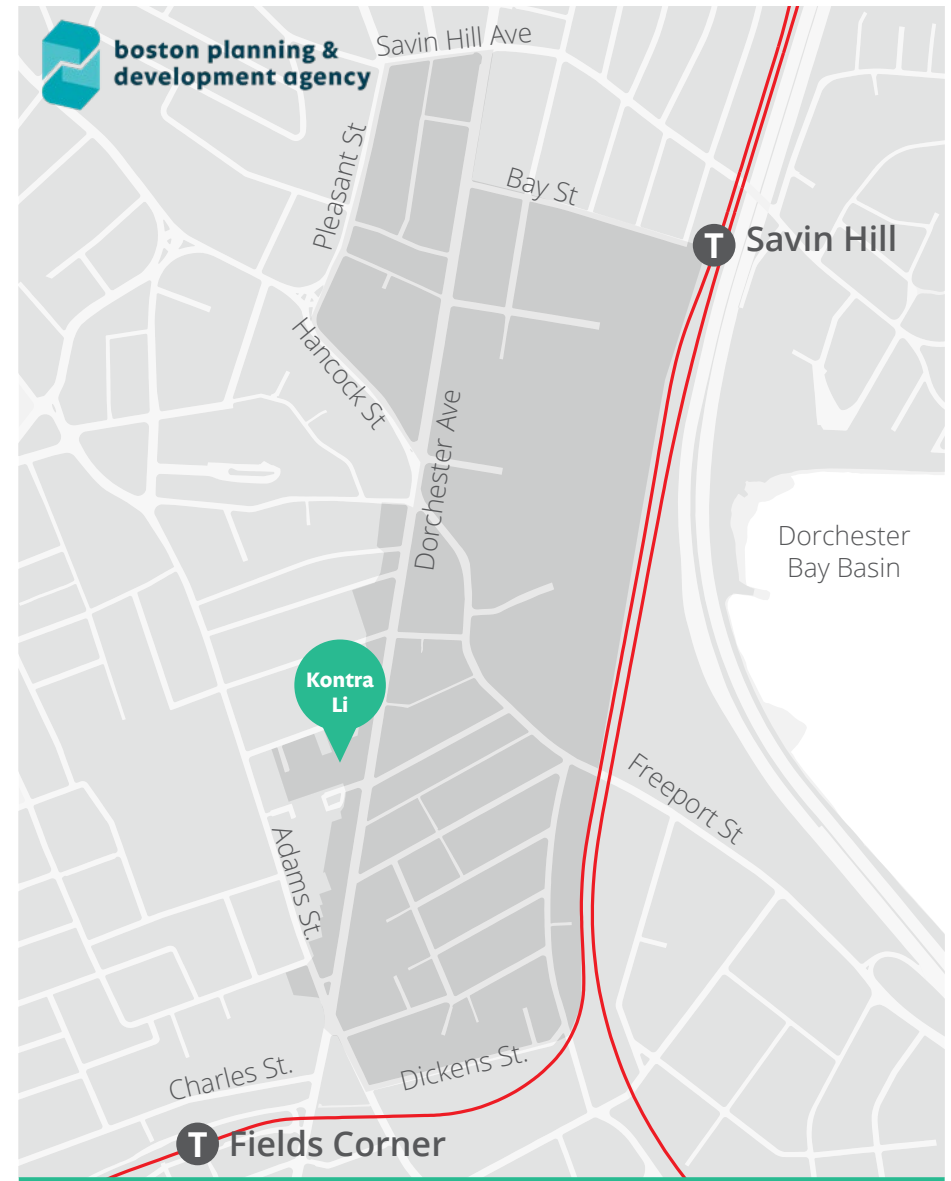 boston planning &
development agency
Savin Hill Ave
Pleasant St
Bay St
T Savin Hill
Hancock St
Dorchester Ave
Dorchester
Bay Basin
Kontra
Li
Freeport St
Adams St.
Charles St.
Dickens St.
T Fields Corner